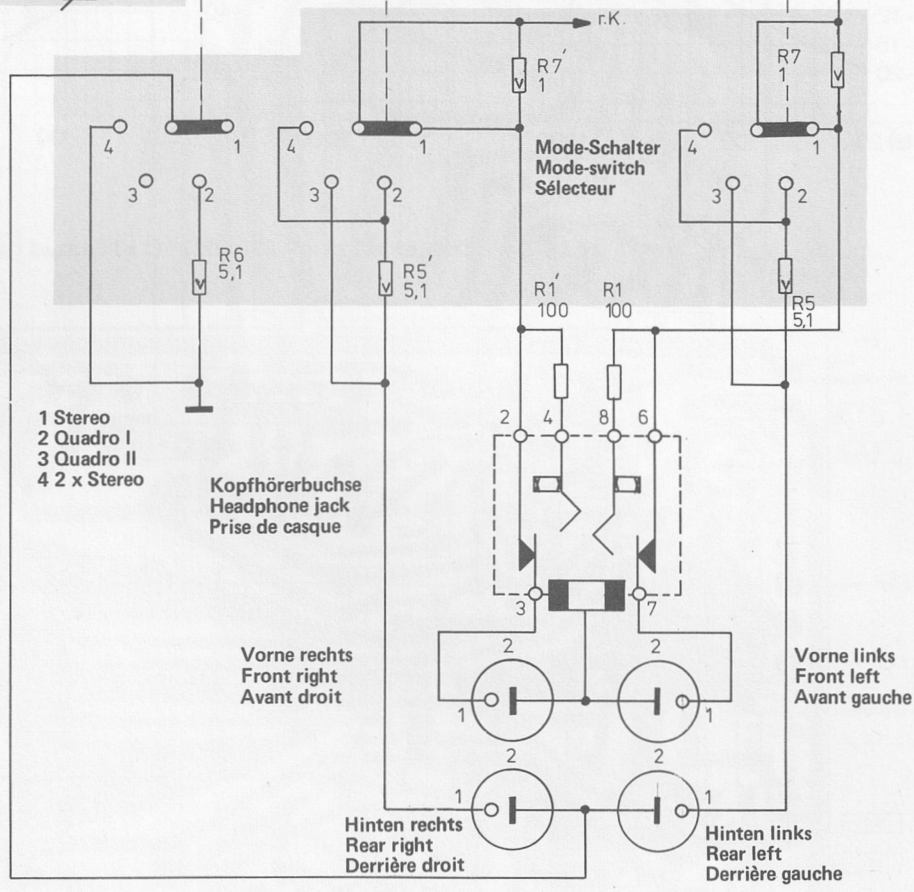 r.K.
R7'
1
R7
1
4
1
4
1
4
1
Mode-Schalter
Mode-switch
Sélecteur
3
2
3
2
3
2
R6
5,1
R5'
5,1
R1'
100
R1
100
R5
5,1
1 Stereo
2 Quadro I
3 Quadro II
4 2 x Stereo
2
4
8
6
Kopfhörerbuchse
Headphone jack
Prise de casque
3
7
Vorne rechts
Front right
Avant droit
2
2
Vorne links
Front left
Avant gauche
1
1
2
2
1
1
Hinten rechts
Rear right
Derrière droit
Hinten links
Rear left
Derrière gauche